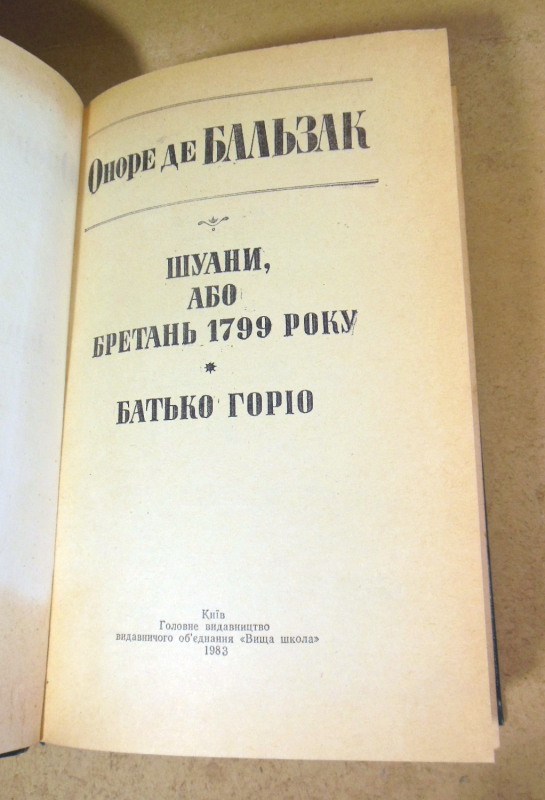 Оноре де БАЛЬЗАК
ШУАНИ,
АБО
БРЕТАНЬ 1799 РОКУ
*
БАТЬКО ГОРІО
Київ
Головне видавництво
видавничого об'єднання «Вища школа»
1983